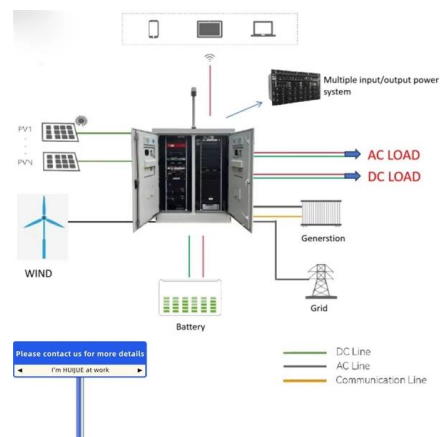 Multiple input/output power
system
PV1
PVN
AC LOAD
DC LOAD
WIND
Generstion
Grid
Battery
Please contact us for more details
I'm HUIJUE at work
DC Line
AC Line
Communication Line